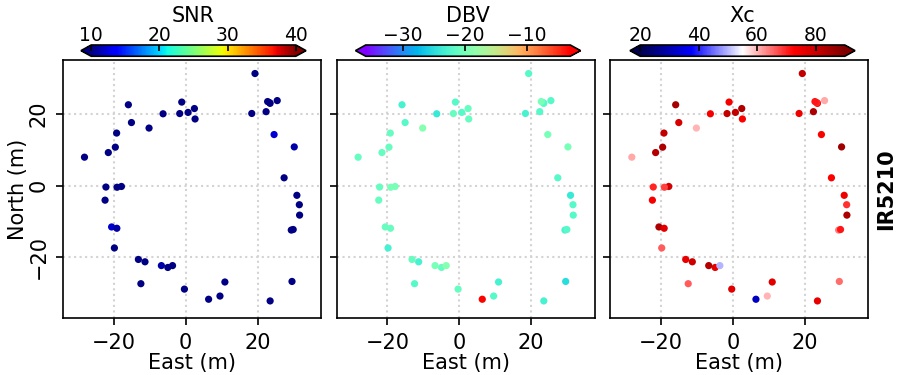 SNR DBV Xc
10 20 30 40 −30 −20 −10 20 40 60 80
20
0
−20
North (m)
IR5210
−20 0 20 −20 0 20 −20 0 20
East (m) East (m) East (m)